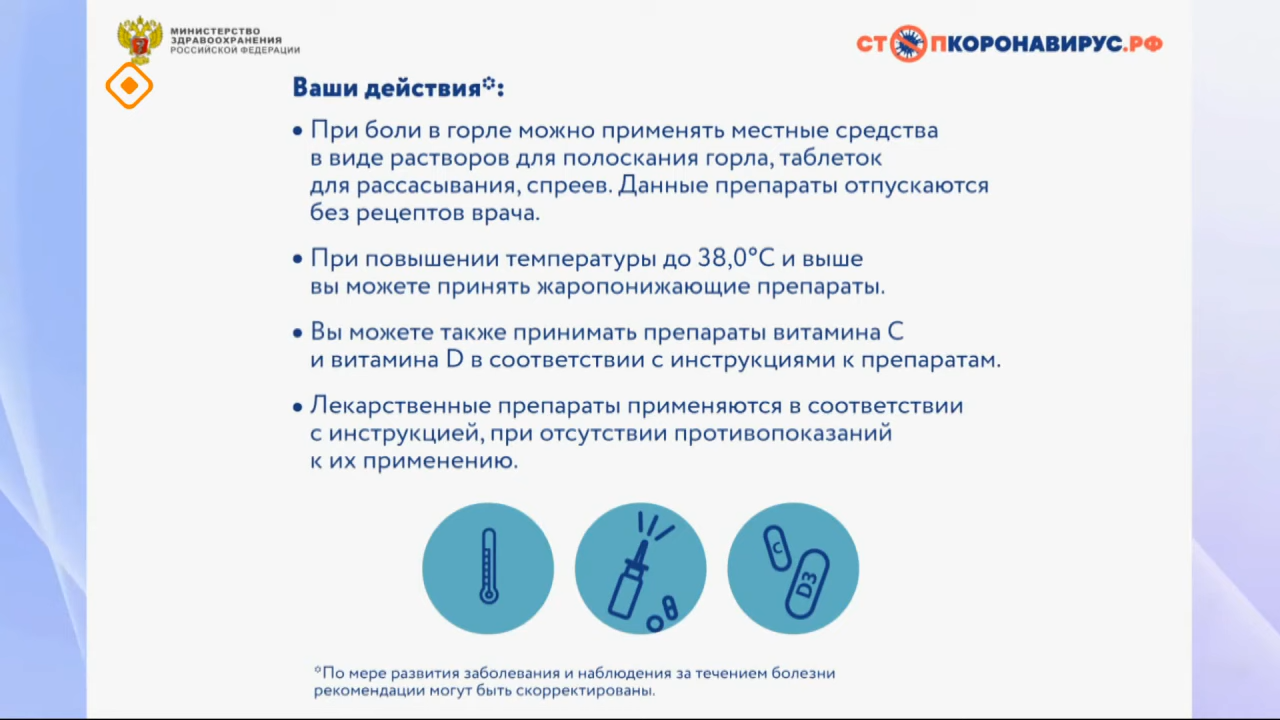 МИНИСТЕРСТВО
ЗДРАВООХРАНЕНИЯ
РОССИЙСКОЙ ФЕДЕРАЦИИ
СТОПКОРОНАВИРУС.РФ
Ваши действия*:
• При боли в горле можно применять местные средства
в виде растворов для полоскания горла, таблеток
для рассасывания, спреев. Данные препараты отпускаются
без рецептов врача.
• При повышении температуры до 38,0°С и выше
вы можете принять жаропонижающие препараты.
• Вы можете также принимать препараты витамина С
и витамина D в соответствии с инструкциями к препаратам.
• Лекарственные препараты применяются в соответствии
с инструкцией, при отсутствии противопоказаний
к их применению.
C
D3
*По мере развития заболевания и наблюдения за течением болезни
рекомендации могут быть скорректированы.